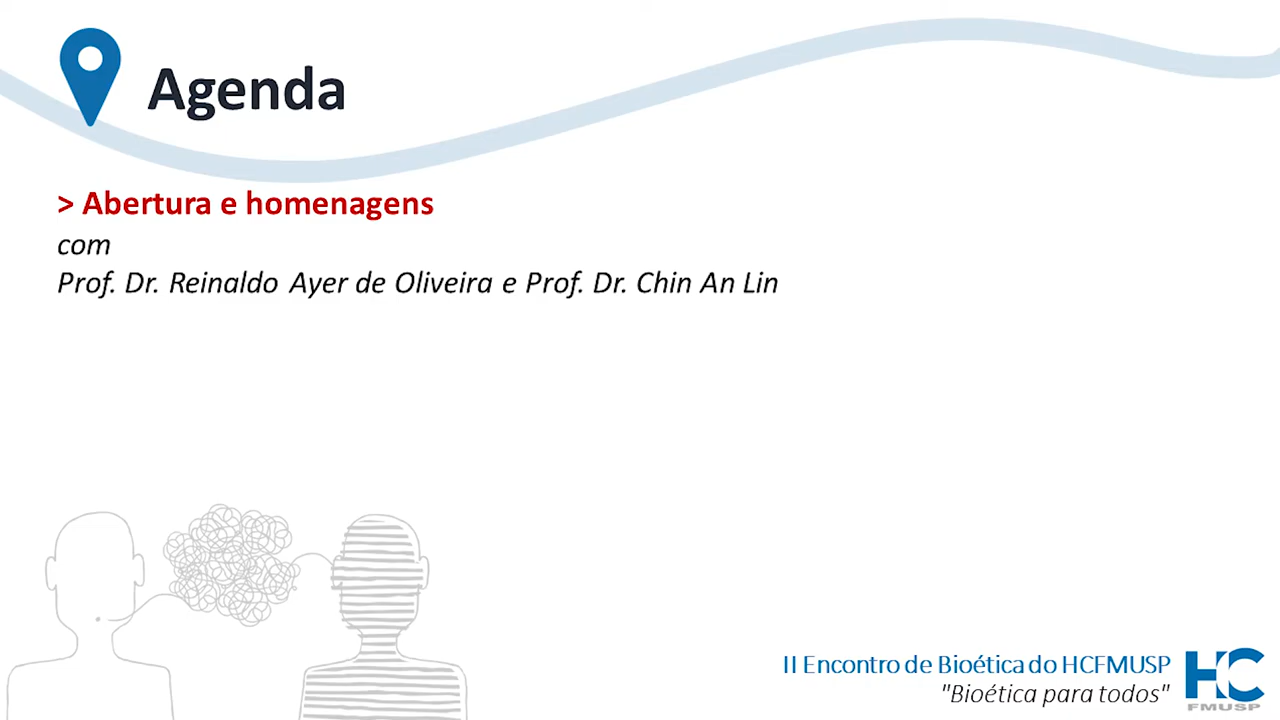 Agenda
> Abertura e homenagens
com
Prof. Dr. Reinaldo Ayer de Oliveira e Prof. Dr. Chin An Lin
II Encontro de Bioética do HCFMUSP
"Bioética para todos"
HC
FMUSP